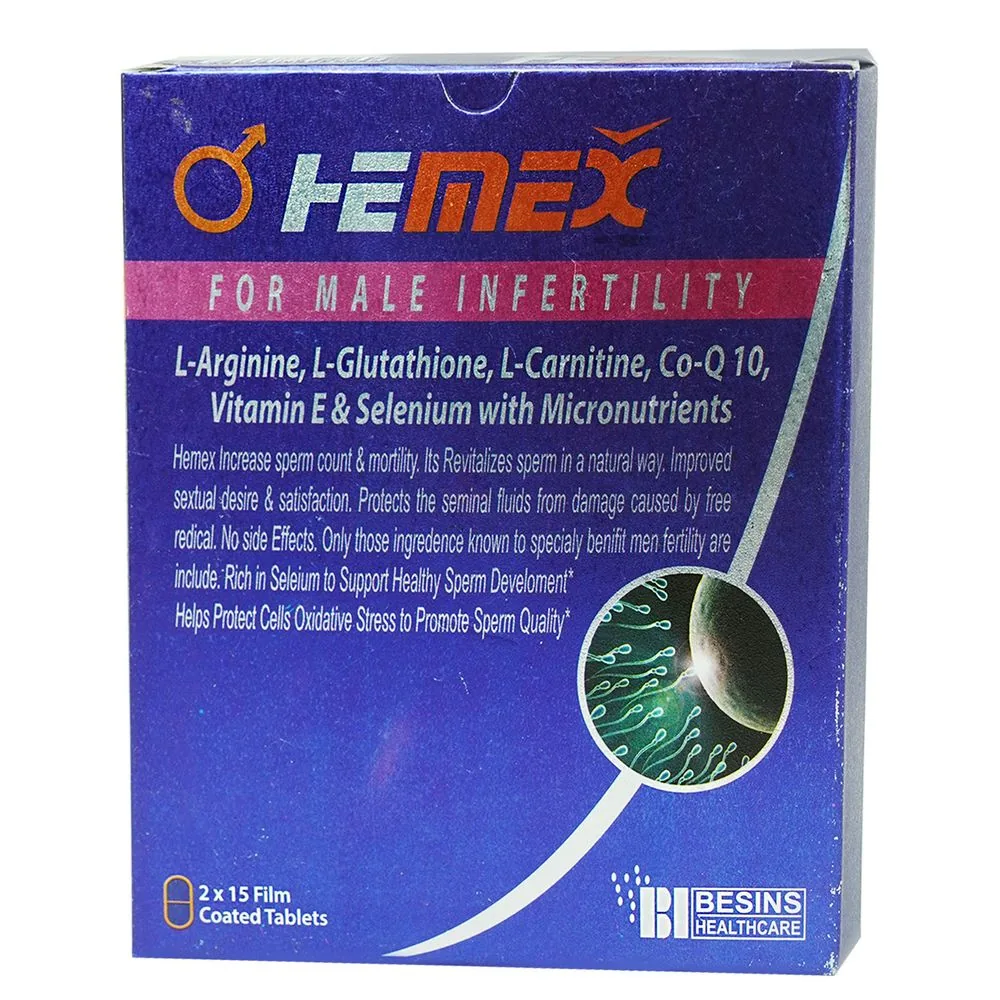 HEMEX
FOR MALE INFERTILITY
L-Arginine, L-Glutathione, L-Carnitine, Co-Q 10,
Vitamin E & Selenium with Micronutrients
Hemex Increase sperm count & mortility. Its Revitalizes sperm in a natural way. Improved
sextual desire & satisfaction. Protects the seminal fluids from damage caused by free
redical. No side Effects. Only those ingredence known to specialy benifit men fertility are
include. Rich in Seleium to Support Healthy Sperm Develoment*
Helps Protect Cells Oxidative Stress to Promote Sperm Quality*
2 x 15 Film
Coated Tablets
BI BESINS
HEALTHCARE